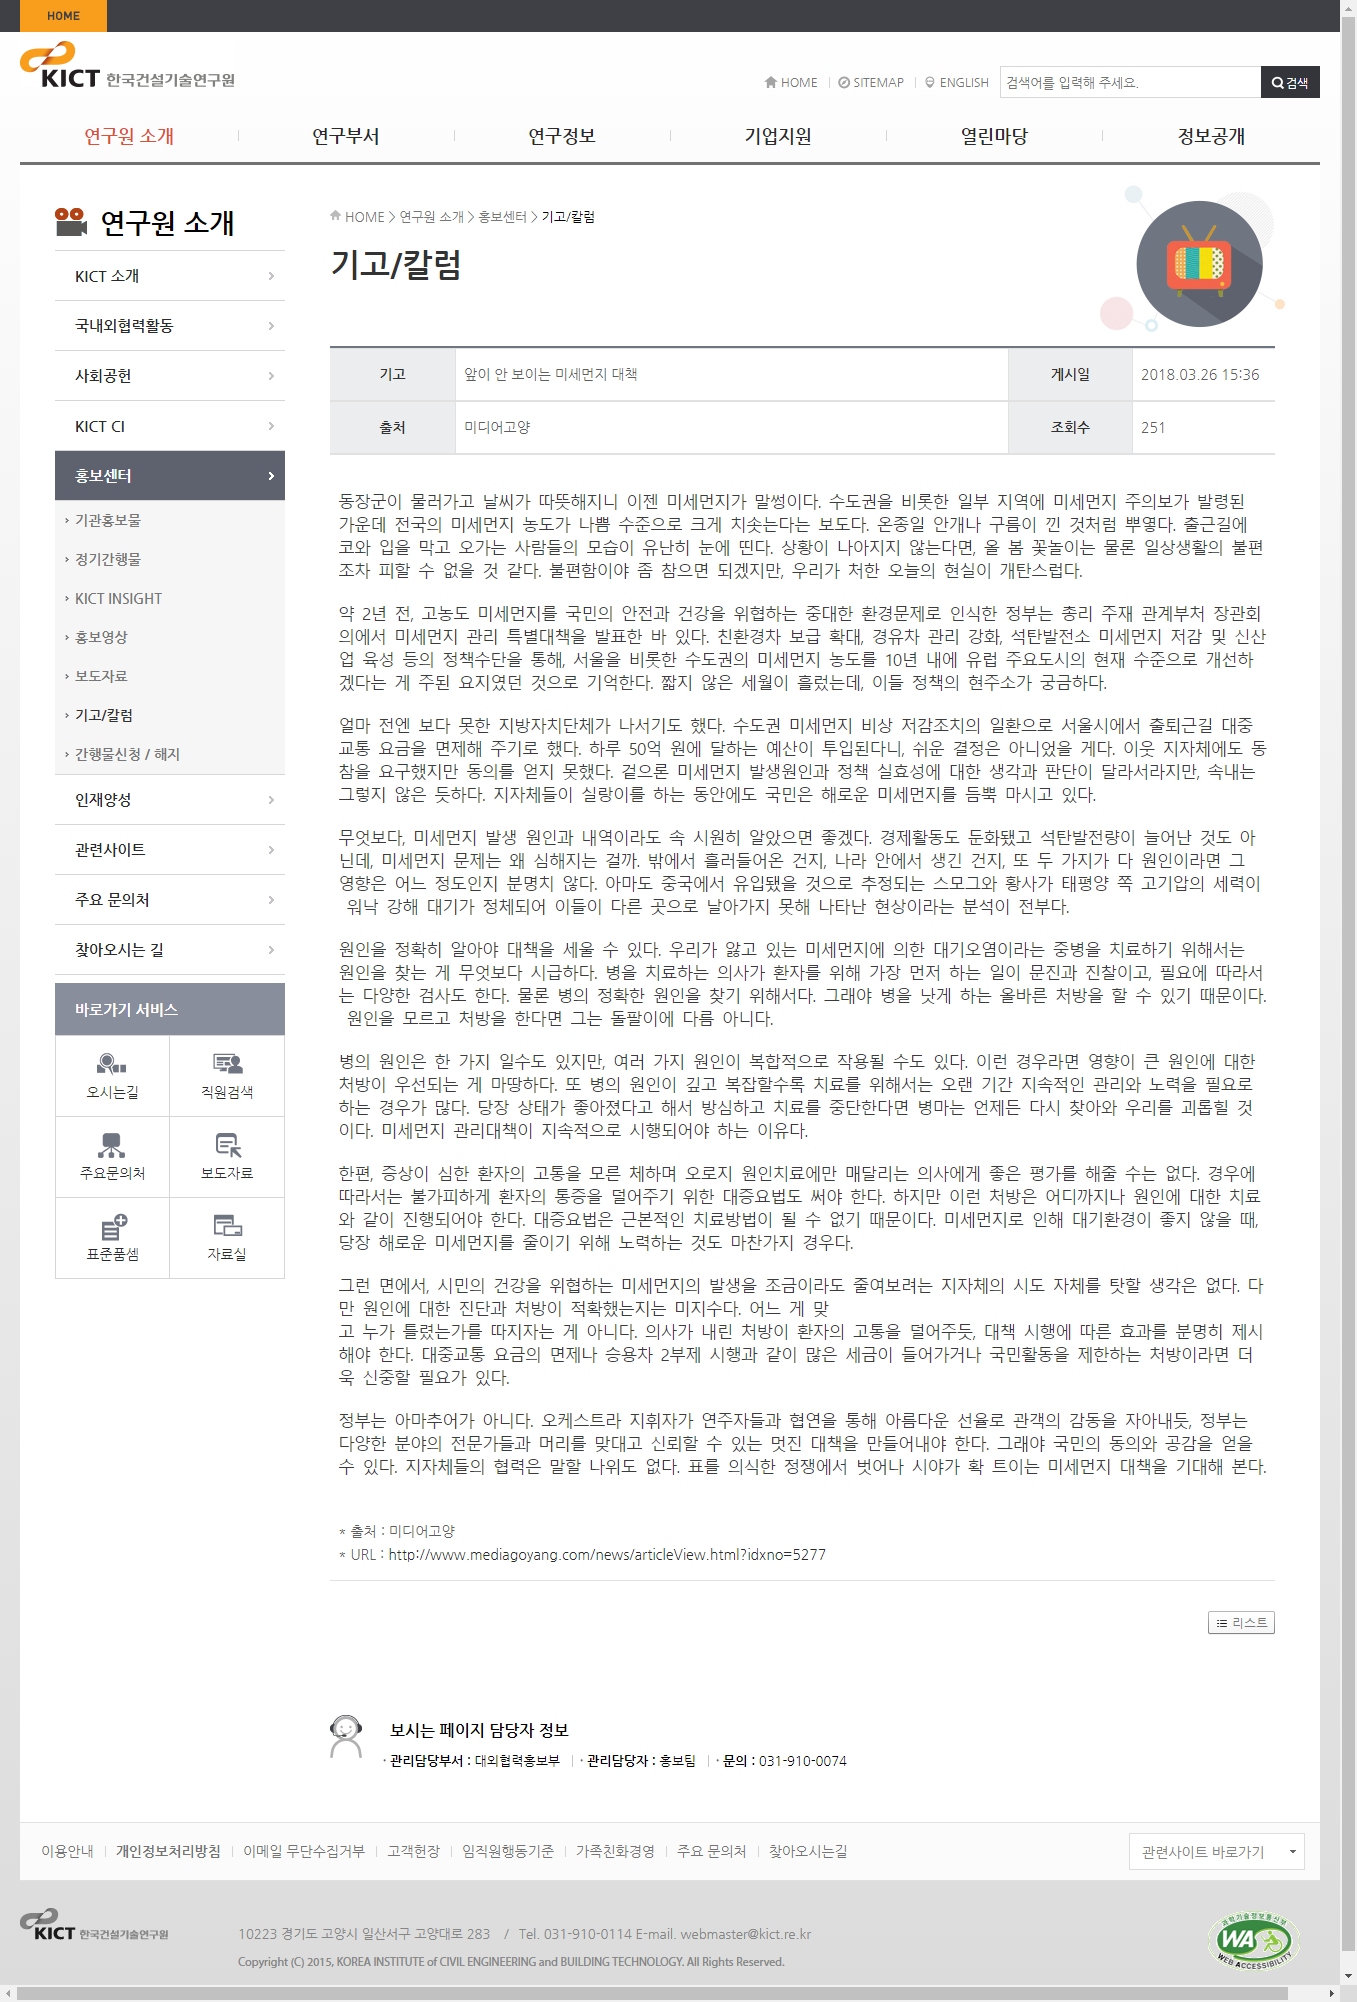 HOME
KICT 한국건설기술연구원
HOME
SITEMAP
ENGLISH
검색어를 입력해 주세요.
검색
연구원 소개
연구부서
연구정보
기업지원
열린마당
정보공개
연구원 소개
KICT 소개
국내외협력활동
사회공헌
KICT CI
홍보센터
기관홍보물
정기간행물
KICT INSIGHT
홍보영상
보도자료
기고/칼럼
간행물신청 / 해지
인재양성
관련사이트
주요 문의처
찾아오시는 길
바로가기 서비스
오시는길
직원검색
주요문의처
보도자료
표준품셈
자료실
HOME > 연구원 소개 > 홍보센터 > 기고/칼럼
기고/칼럼
기고 앞이 안 보이는 미세먼지 대책 게시일 2018.03.26 15:36
출처 미디어고양 조회수 251
동장군이 물러가고 날씨가 따뜻해지니 이젠 미세먼지가 말썽이다. 수도권을 비롯한 일부 지역에 미세먼지 주의보가 발령된
가운데 전국의 미세먼지 농도가 나쁨 수준으로 크게 치솟는다는 보도다. 온종일 안개나 구름이 낀 것처럼 뿌옇다. 출근길에
코와 입을 막고 오가는 사람들의 모습이 유난히 눈에 띤다. 상황이 나아지지 않는다면, 올 봄 꽃놀이는 물론 일상생활의 불편
조차 피할 수 없을 것 같다. 불편함이야 좀 참으면 되겠지만, 우리가 처한 오늘의 현실이 개탄스럽다.
약 2년 전, 고농도 미세먼지를 국민의 안전과 건강을 위협하는 중대한 환경문제로 인식한 정부는 총리 주재 관계부처 장관회
의에서 미세먼지 관리 특별대책을 발표한 바 있다. 친환경차 보급 확대, 경유차 관리 강화, 석탄발전소 미세먼지 저감 및 신산
업 육성 등의 정책수단을 통해, 서울을 비롯한 수도권의 미세먼지 농도를 10년 내에 유럽 주요도시의 현재 수준으로 개선하
겠다는 게 주된 요지였던 것으로 기억한다. 짧지 않은 세월이 흘렀는데, 이들 정책의 현주소가 궁금하다.
얼마 전엔 보다 못한 지방자치단체가 나서기도 했다. 수도권 미세먼지 비상 저감조치의 일환으로 서울시에서 출퇴근길 대중
교통 요금을 면제해 주기로 했다. 하루 50억 원에 달하는 예산이 투입된다니, 쉬운 결정은 아니었을 게다. 이웃 지자체에도 동
참을 요구했지만 동의를 얻지 못했다. 겉으론 미세먼지 발생원인과 정책 실효성에 대한 생각과 판단이 달라서라지만, 속내는
그렇지 않은 듯하다. 지자체들이 실랑이를 하는 동안에도 국민은 해로운 미세먼지를 듬뿍 마시고 있다.
무엇보다, 미세먼지 발생 원인과 내역이라도 속 시원히 알았으면 좋겠다. 경제활동도 둔화됐고 석탄발전량이 늘어난 것도 아
닌데, 미세먼지 문제는 왜 심해지는 걸까. 밖에서 흘러들어온 건지, 나라 안에서 생긴 건지, 또 두 가지가 다 원인이라면 그
영향은 어느 정도인지 분명치 않다. 아마도 중국에서 유입됐을 것으로 추정되는 스모그와 황사가 태평양 쪽 고기압의 세력이
워낙 강해 대기가 정체되어 이들이 다른 곳으로 날아가지 못해 나타난 현상이라는 분석이 전부다.
원인을 정확히 알아야 대책을 세울 수 있다. 우리가 앓고 있는 미세먼지에 의한 대기오염이라는 중병을 치료하기 위해서는
원인을 찾는 게 무엇보다 시급하다. 병을 치료하는 의사가 환자를 위해 가장 먼저 하는 일이 문진과 진찰이고, 필요에 따라서
는 다양한 검사도 한다. 물론 병의 정확한 원인을 찾기 위해서다. 그래야 병을 낫게 하는 올바른 처방을 할 수 있기 때문이다.
원인을 모르고 처방을 한다면 그는 돌팔이에 다름 아니다.
병의 원인은 한 가지 일수도 있지만, 여러 가지 원인이 복합적으로 작용될 수도 있다. 이런 경우라면 영향이 큰 원인에 대한
처방이 우선되는 게 마땅하다. 또 병의 원인이 깊고 복잡할수록 치료를 위해서는 오랜 기간 지속적인 관리와 노력을 필요로
하는 경우가 많다. 당장 상태가 좋아졌다고 해서 방심하고 치료를 중단한다면 병마는 언제든 다시 찾아와 우리를 괴롭힐 것
이다. 미세먼지 관리대책이 지속적으로 시행되어야 하는 이유다.
한편, 증상이 심한 환자의 고통을 모른 체하며 오로지 원인치료에만 매달리는 의사에게 좋은 평가를 해줄 수는 없다. 경우에
따라서는 불가피하게 환자의 통증을 덜어주기 위한 대증요법도 써야 한다. 하지만 이런 처방은 어디까지나 원인에 대한 치료
와 같이 진행되어야 한다. 대증요법은 근본적인 치료방법이 될 수 없기 때문이다. 미세먼지로 인해 대기환경이 좋지 않을 때,
당장 해로운 미세먼지를 줄이기 위해 노력하는 것도 마찬가지 경우다.
그런 면에서, 시민의 건강을 위협하는 미세먼지의 발생을 조금이라도 줄여보려는 지자체의 시도 자체를 탓할 생각은 없다. 다
만 원인에 대한 진단과 처방이 적확했는지는 미지수다. 어느 게 맞
고 누가 틀렸는가를 따지자는 게 아니다. 의사가 내린 처방이 환자의 고통을 덜어주듯, 대책 시행에 따른 효과를 분명히 제시
해야 한다. 대중교통 요금의 면제나 승용차 2부제 시행과 같이 많은 세금이 들어가거나 국민활동을 제한하는 처방이라면 더
욱 신중할 필요가 있다.
정부는 아마추어가 아니다. 오케스트라 지휘자가 연주자들과 협연을 통해 아름다운 선율로 관객의 감동을 자아내듯, 정부는
다양한 분야의 전문가들과 머리를 맞대고 신뢰할 수 있는 멋진 대책을 만들어내야 한다. 그래야 국민의 동의와 공감을 얻을
수 있다. 지자체들의 협력은 말할 나위도 없다. 표를 의식한 정쟁에서 벗어나 시야가 확 트이는 미세먼지 대책을 기대해 본다.
* 출처 : 미디어고양
* URL : http://www.mediagoyang.com/news/articleView.html?idxno=5277
리스트
보시는 페이지 담당자 정보
관리담당부서 : 대외협력홍보부 관리담당자 : 홍보팀 문의 : 031-910-0074
이용안내
개인정보처리방침
이메일 무단수집거부
고객헌장
임직원행동기준
가족친화경영
주요 문의처
찾아오시는길
관련사이트 바로가기
KICT 한국건설기술연구원
10223 경기도 고양시 일산서구 고양대로 283 / Tel. 031-910-0114 E-mail. webmaster@kict.re.kr
Copyright (C) 2015, KOREA INSTITUTE of CIVIL ENGINEERING and BUILDING TECHNOLOGY. All Rights Reserved.
과학기술정보통신부
WA
WEB ACCESSIBILITY